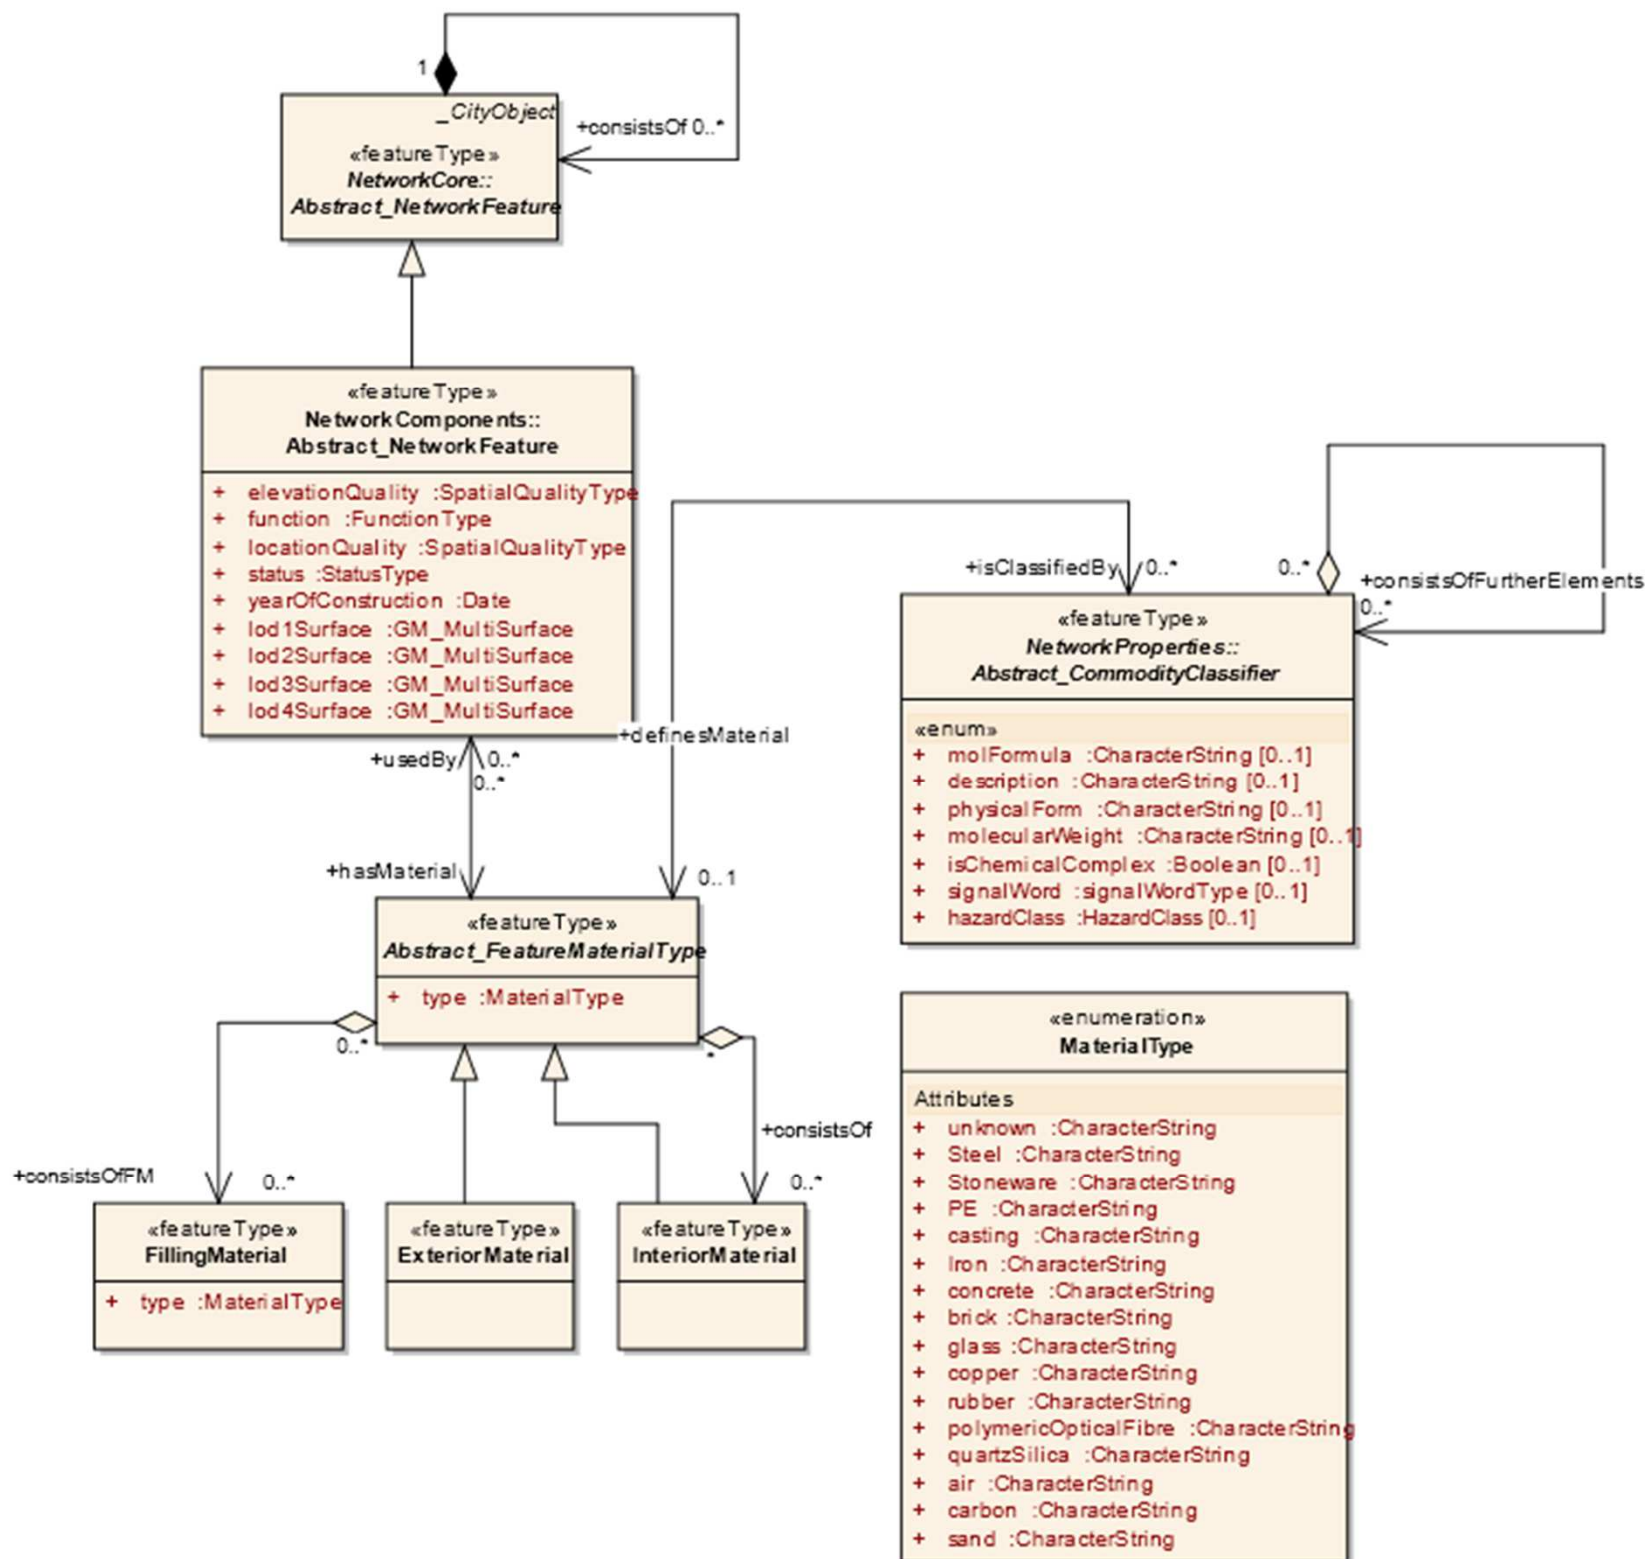 1
_CityObject
+consistsOf 0..*
«featureType»
NetworkCore::
Abstract_NetworkFeature
«featureType»
NetworkComponents::
Abstract_NetworkFeature
+ elevationQuality :SpatialQualityType
+ function :FunctionType
+ locationQuality :SpatialQualityType
+ status :StatusType
+ yearOfConstruction :Date
+ lod1Surface :GM_MultiSurface
+ lod2Surface :GM_MultiSurface
+ lod3Surface :GM_MultiSurface
+ lod4Surface :GM_MultiSurface
+isClassifiedBy 0..*
0..*
+consistsOfFurtherElements
0..*
«featureType»
NetworkProperties::
Abstract_CommodityClassifier
«enum»
+ molFormula :CharacterString [0..1]
+ description :CharacterString [0..1]
+ physicalForm :CharacterString [0..1]
+ molecularWeight :CharacterString [0..1]
+ isChemicalComplex :Boolean [0..1]
+ signalWord :signalWordType [0..1]
+ hazardClass :HazardClass [0..1]
+definesMaterial
+usedBy 0..*
0..*
+hasMaterial
0..1
«featureType»
Abstract_FeatureMaterialType
+ type :MaterialType
0..*
*
+consistsOf
+consistsOfFM
0..*
0..*
«featureType»
FillingMaterial
+ type :MaterialType
«featureType»
ExteriorMaterial
«featureType»
InteriorMaterial
«enumeration»
MaterialType
Attributes
+ unknown :CharacterString
+ Steel :CharacterString
+ Stoneware :CharacterString
+ PE :CharacterString
+ casting :CharacterString
+ Iron :CharacterString
+ concrete :CharacterString
+ brick :CharacterString
+ glass :CharacterString
+ copper :CharacterString
+ rubber :CharacterString
+ polymericOpticalFibre :CharacterString
+ quartzSilica :CharacterString
+ air :CharacterString
+ carbon :CharacterString
+ sand :CharacterString